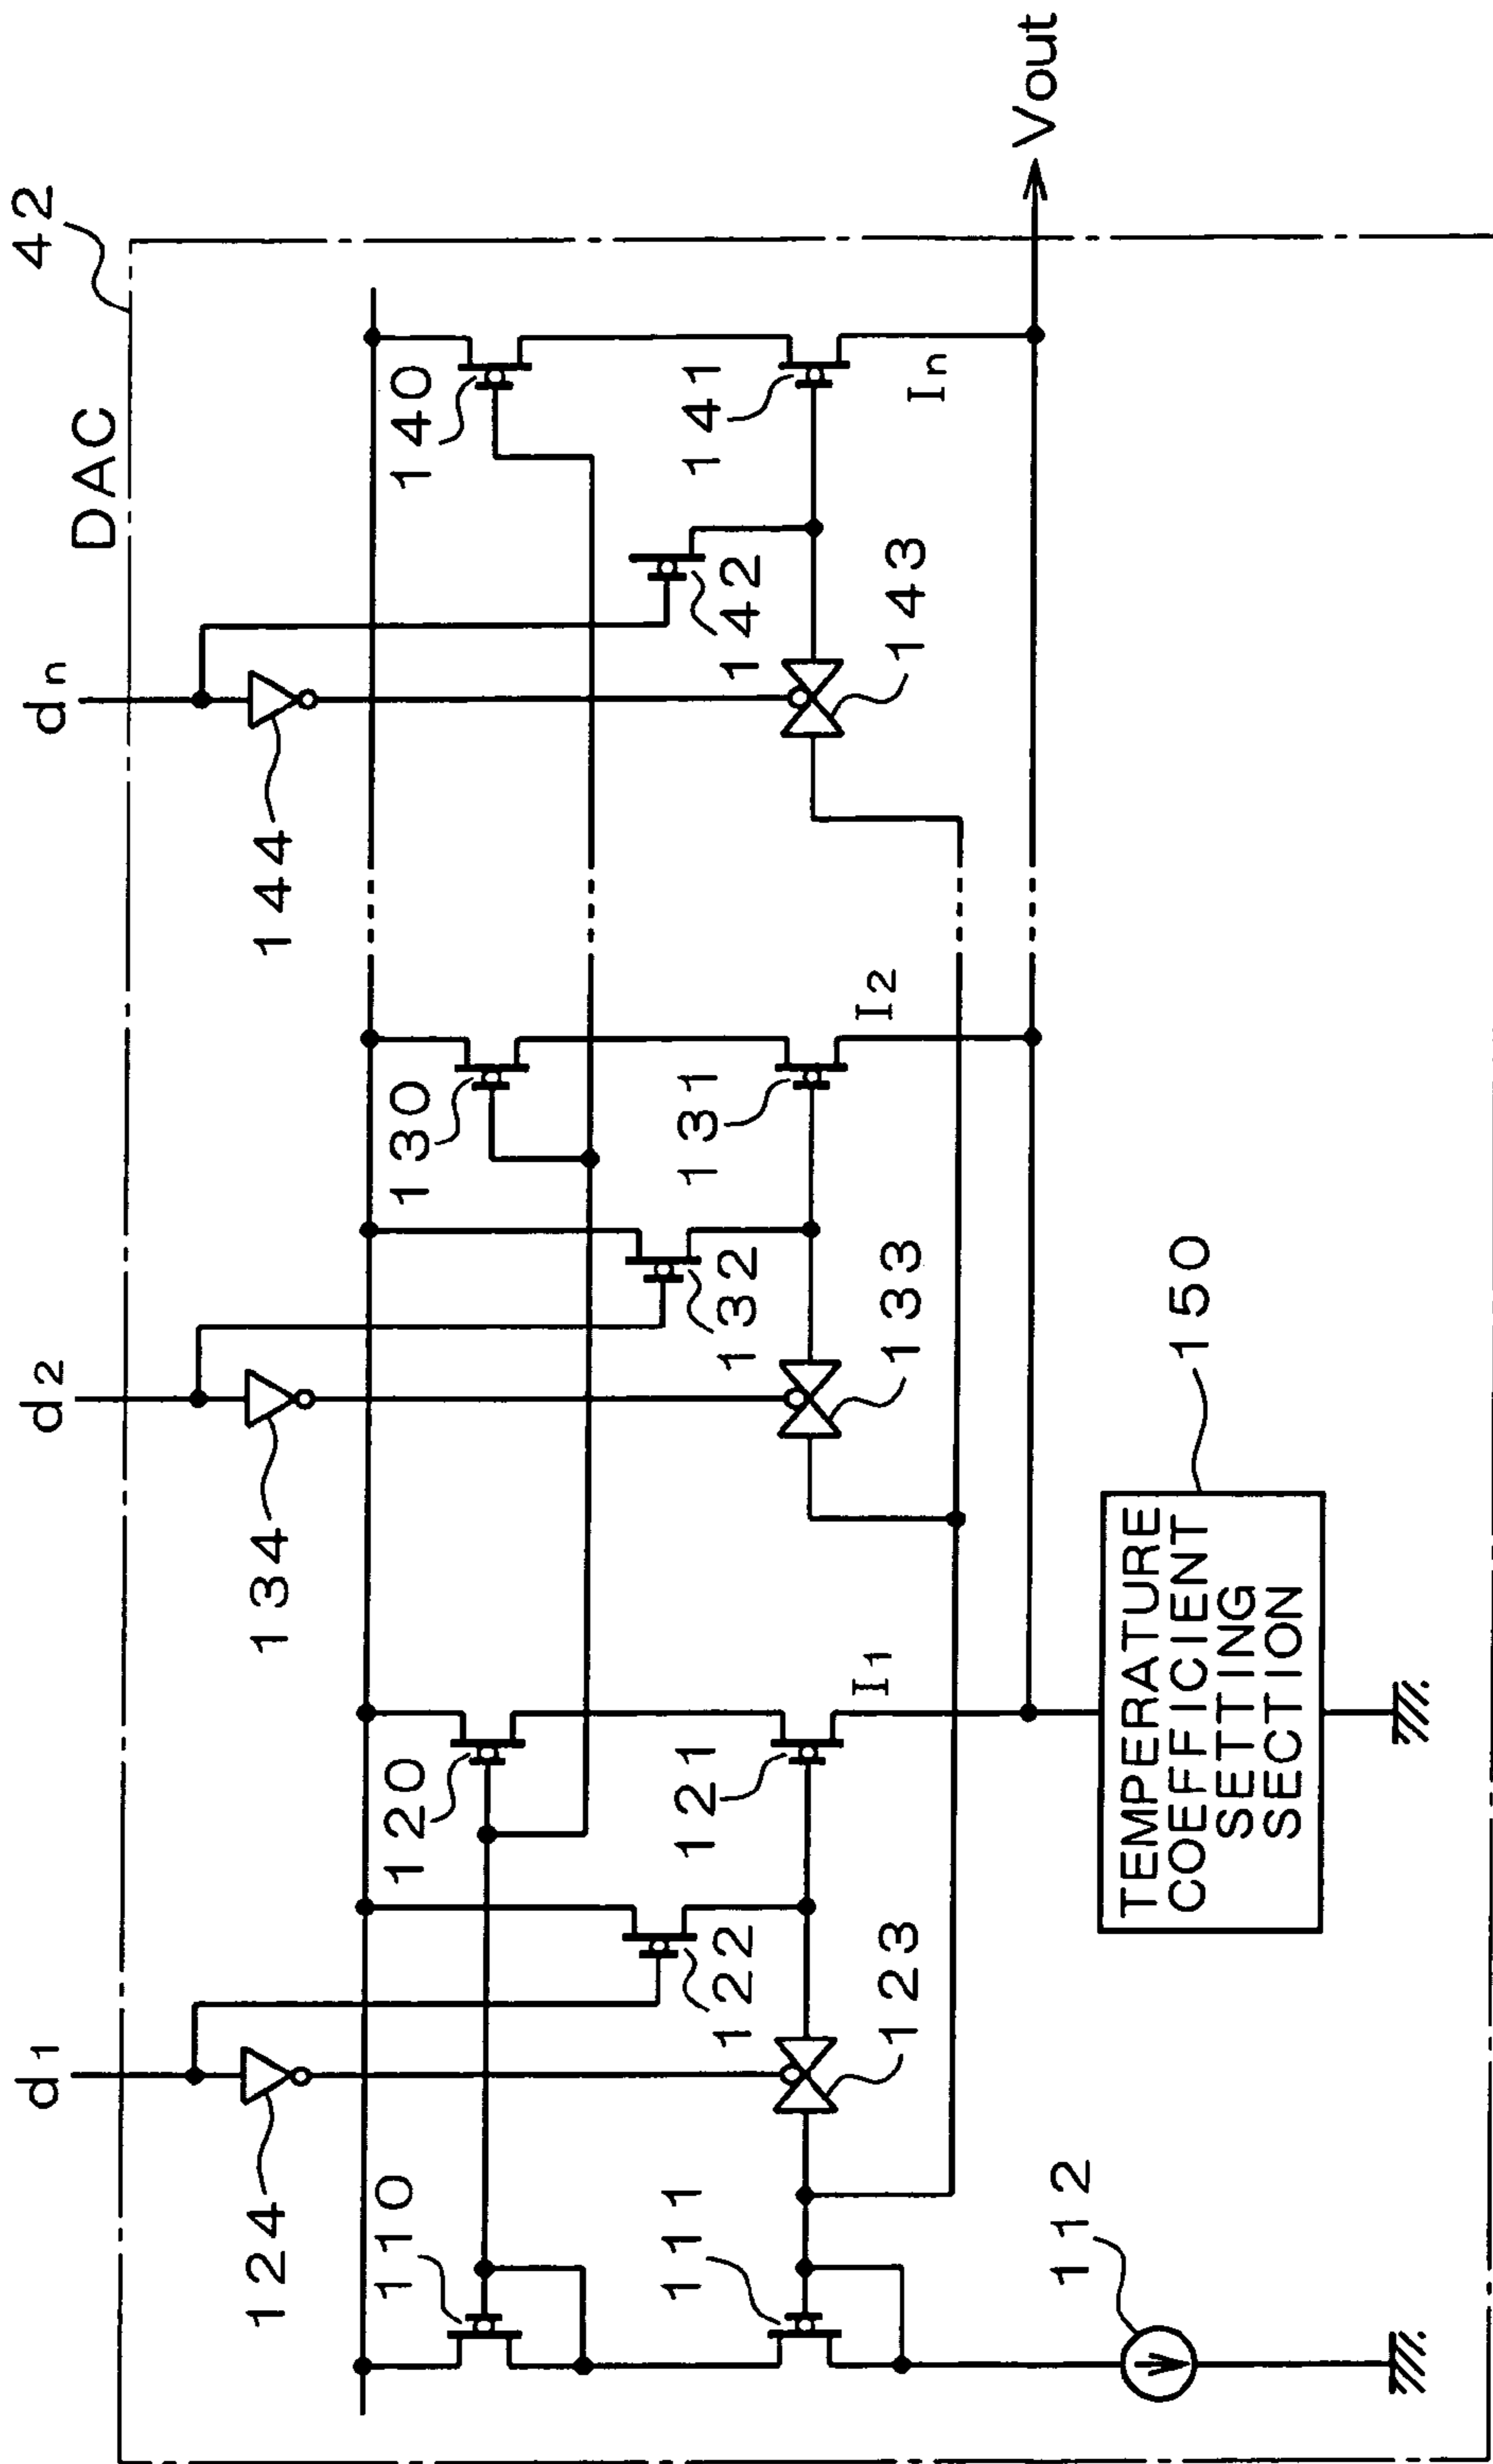 42
DAC
d1
d2
dn
124
134
144
110
120
130
140
122
132
142
111
121
131
141
123
133
143
I1
I2
In
Vout
112
150
TEMPERATURE
COEFFICIENT
SETTING
SECTION